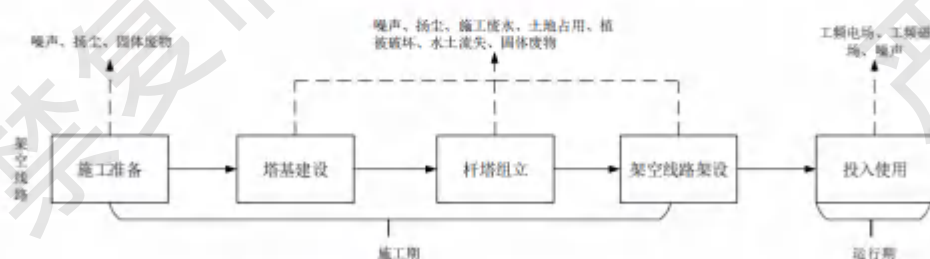 噪声、扬尘、固体废物
噪声、扬尘、施工废水、土地占用、植
被破坏、水土流失、固体废物
工频电场、工频磁
场、噪声
架空线路
施工准备
塔基建设
杆塔组立
架空线路架设
投入使用
施工期
运行期
禁复